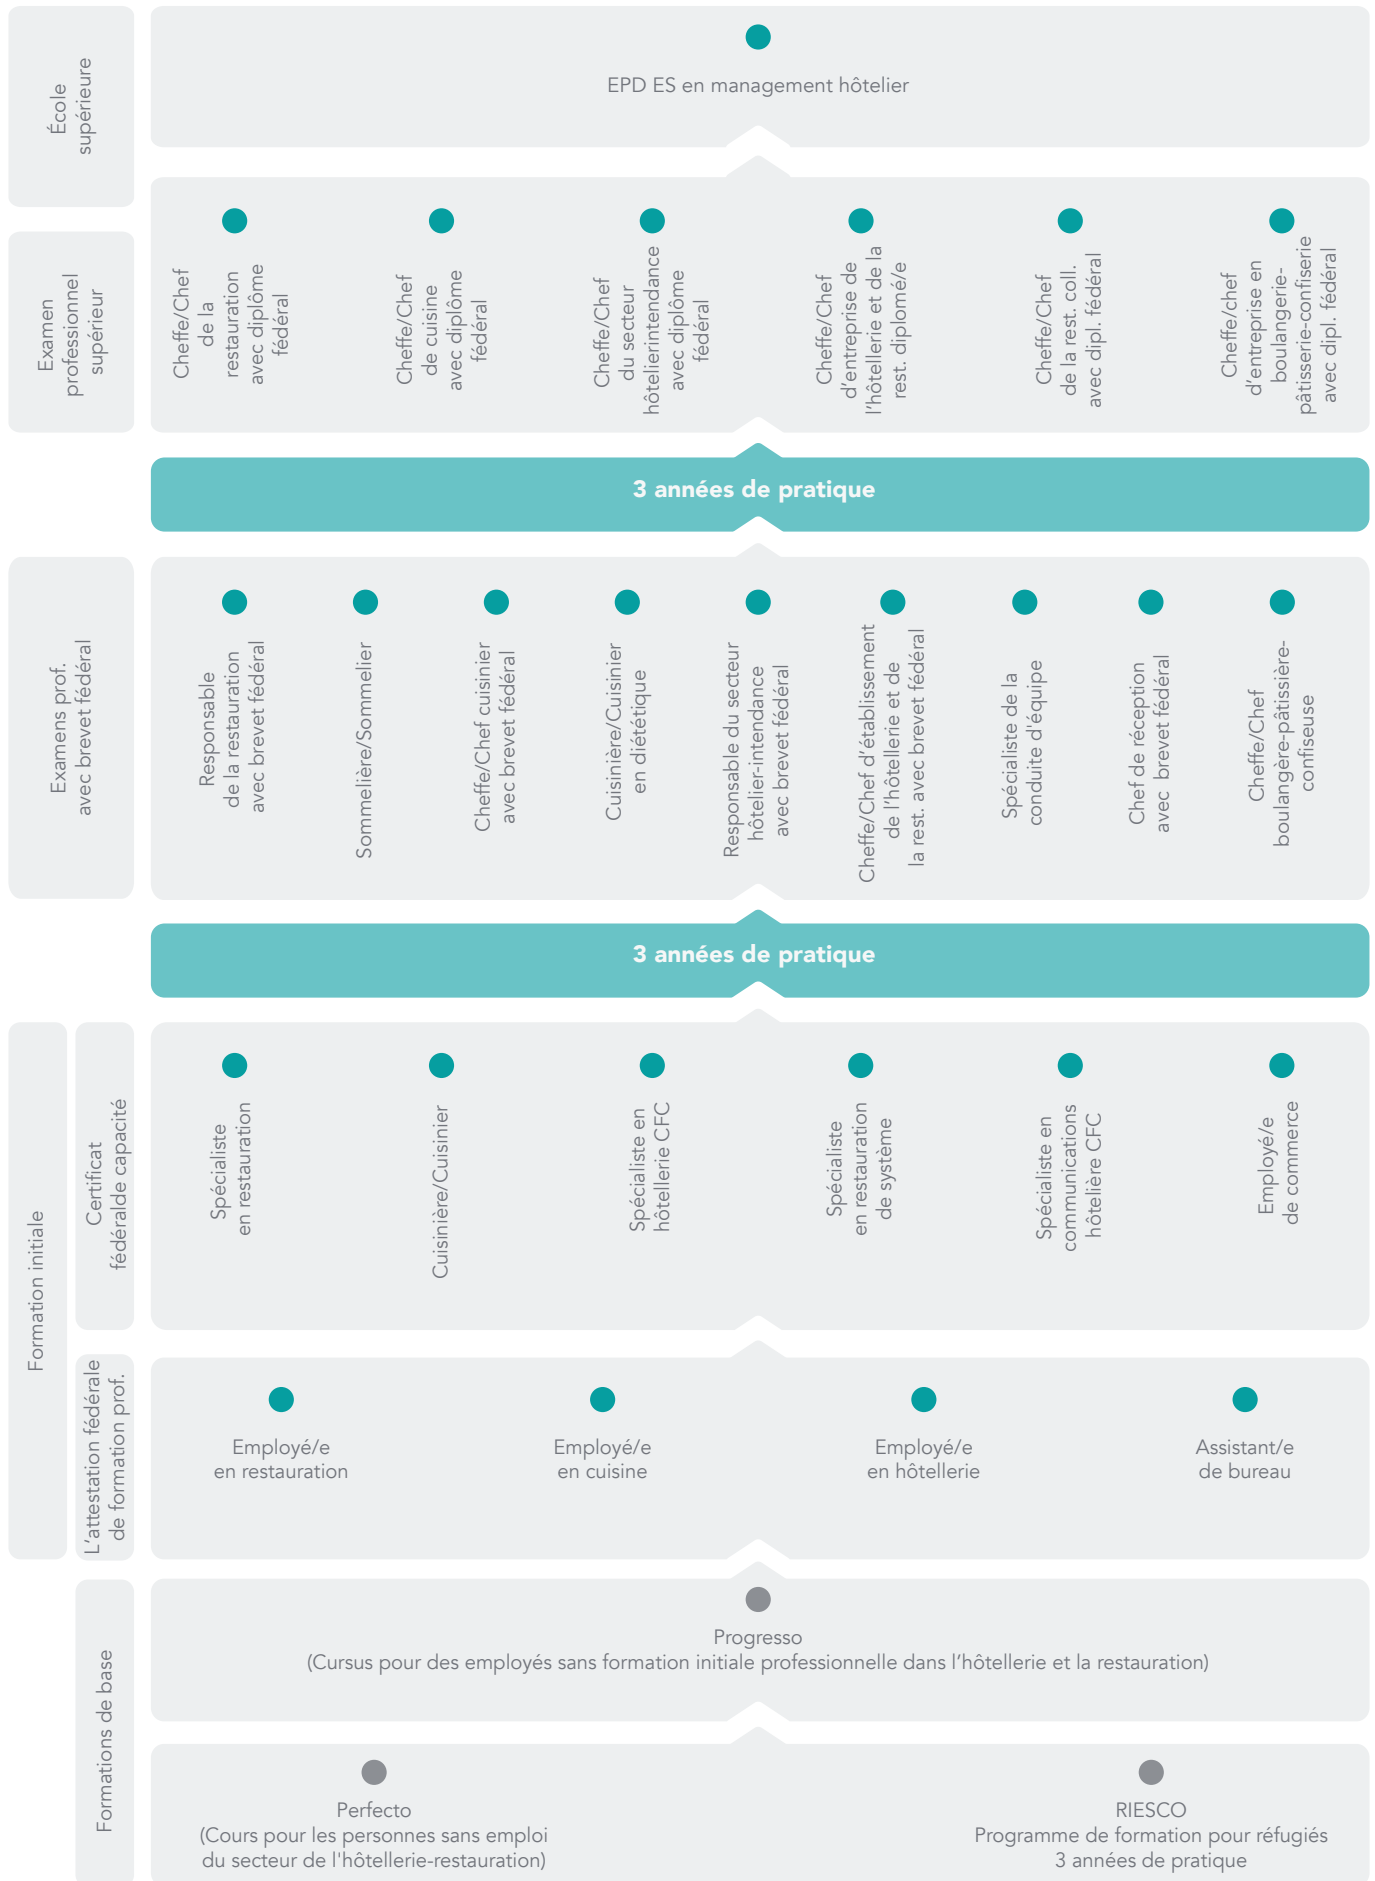 École
supérieure
EPD ES en management hôtelier
Examen
professionnel
supérieur
Cheffe/Chef
de la
restauration
avec diplôme
fédéral
Cheffe/Chef
de cuisine
avec diplôme
fédéral
Cheffe/Chef
du secteur
hôtelierintendance
avec diplôme
fédéral
Cheffe/Chef
d’entreprise de
l’hôtellerie et de la
rest. diplomé/e
Cheffe/Chef
de la rest. coll.
avec dipl. fédéral
Cheffe/chef
d’entreprise en
boulangerie-
pâtisserie-confiserie
avec dipl. fédéral
3 années de pratique
Examens prof.
avec brevet fédéral
Responsable
de la restauration
avec brevet fédéral
Sommelière/Sommelier
Cheffe/Chef cuisinier
avec brevet fédéral
Cuisinière/Cuisinier
en diététique
Responsable du secteur
hôtelier-intendance
avec brevet fédéral
Cheffe/Chef d’établissement
de l’hôtellerie et de
la rest. avec brevet fédéral
Spécialiste de la
conduite d'équipe
Chef de réception
avec brevet fédéral
Cheffe/Chef
boulangère-pâtissière-
confiseuse
3 années de pratique
Formation initiale
Certificat
fédéralde capacité
Spécialiste
en restauration
Cuisinière/Cuisinier
Spécialiste en
hôtellerie CFC
Spécialiste
en restauration
de système
Spécialiste en
communications
hôtelière CFC
Employé/e
de commerce
L’attestation fédérale
de formation prof.
Employé/e
en restauration
Employé/e
en cuisine
Employé/e
en hôtellerie
Assistant/e
de bureau
Formations de base
Progresso
(Cursus pour des employés sans formation initiale professionnelle dans l’hôtellerie et la restauration)
Perfecto
(Cours pour les personnes sans emploi
du secteur de l'hôtellerie-restauration)
RIESCO
Programme de formation pour réfugiés
3 années de pratique